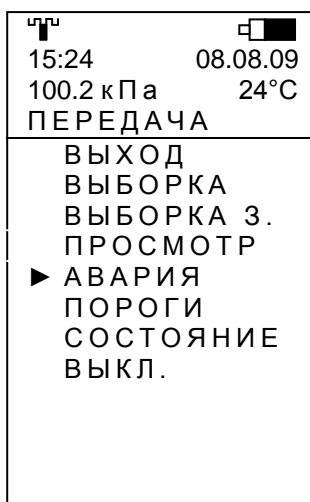 15:24 08.08.09
100.2 кПа 24°C
ПЕРЕДАЧА
ВЫХОД
ВЫБОРКА
ВЫБОРКА З.
ПРОСМОТР
► АВАРИЯ
ПОРОГИ
СОСТОЯНИЕ
ВЫКЛ.